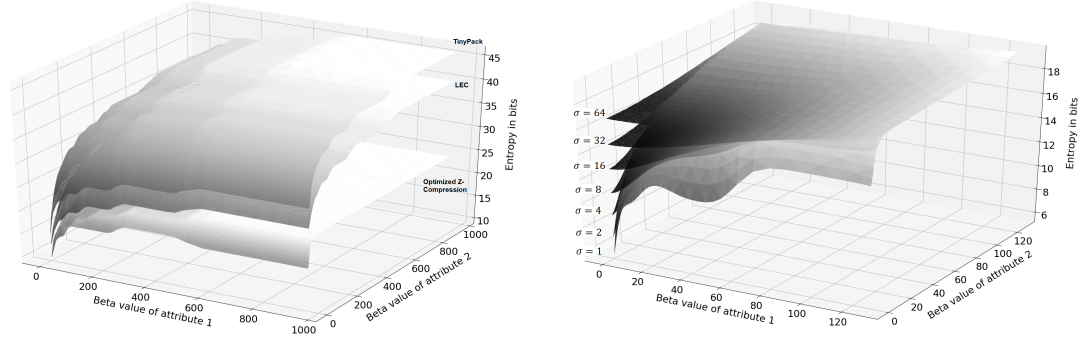 TinyPack
LEC
Optimized Z-
Compression
45
40
35
30
25
20
15
10
Entropy in bits
0
200
400
600
800
1000
Beta value of attribute 1
0
200
400
600
800
1000
Beta value of attribute 2
σ = 64
σ = 32
σ = 16
σ = 8
σ = 4
σ = 2
σ = 1
18
16
14
12
10
8
6
Entropy in bits
0
20
40
60
80
100
120
Beta value of attribute 1
0
20
40
60
80
100
120
Beta value of attribute 2